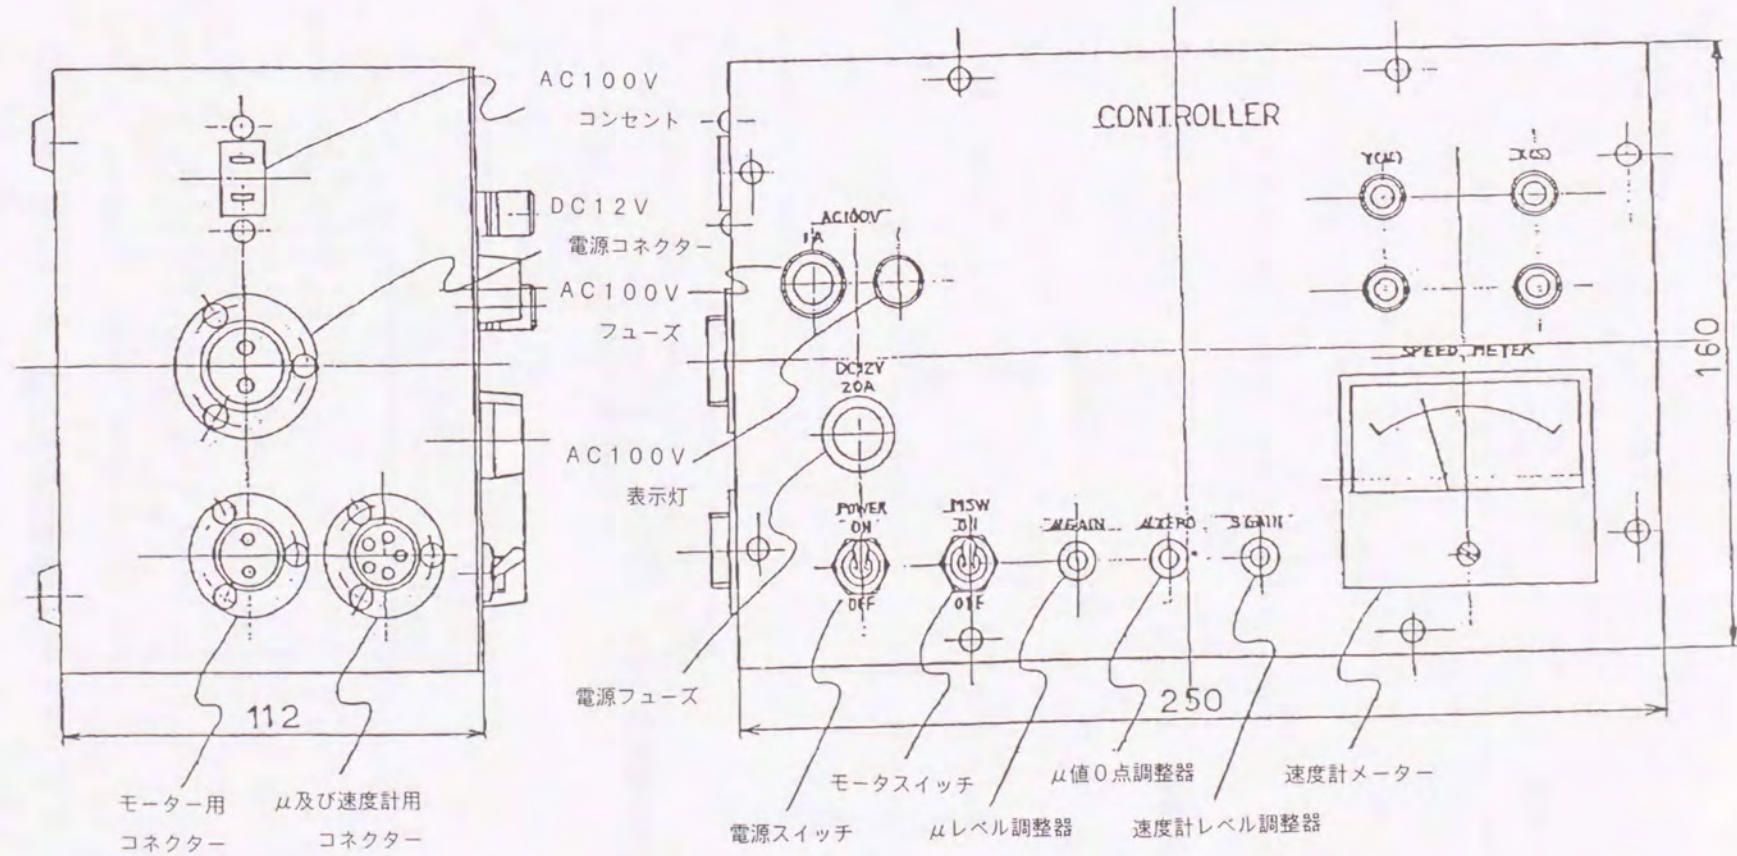 AC100V
コンセント
DC12V
電源コネクター
AC100V
フューズ
AC100V
表示灯
電源フューズ
112
モーター用
コネクター
μ及び速度計用
コネクター
CONTROLLER
Y(μ)
X(S)
AC100V
1A
DC12V
20A
SPEED METER
160
POWER
ON
OFF
MSW
ON
OFF
μGAIN
μZERO
SGAIN
250
モータスイッチ
μ値0点調整器
速度計メーター
電源スイッチ
μレベル調整器
速度計レベル調整器